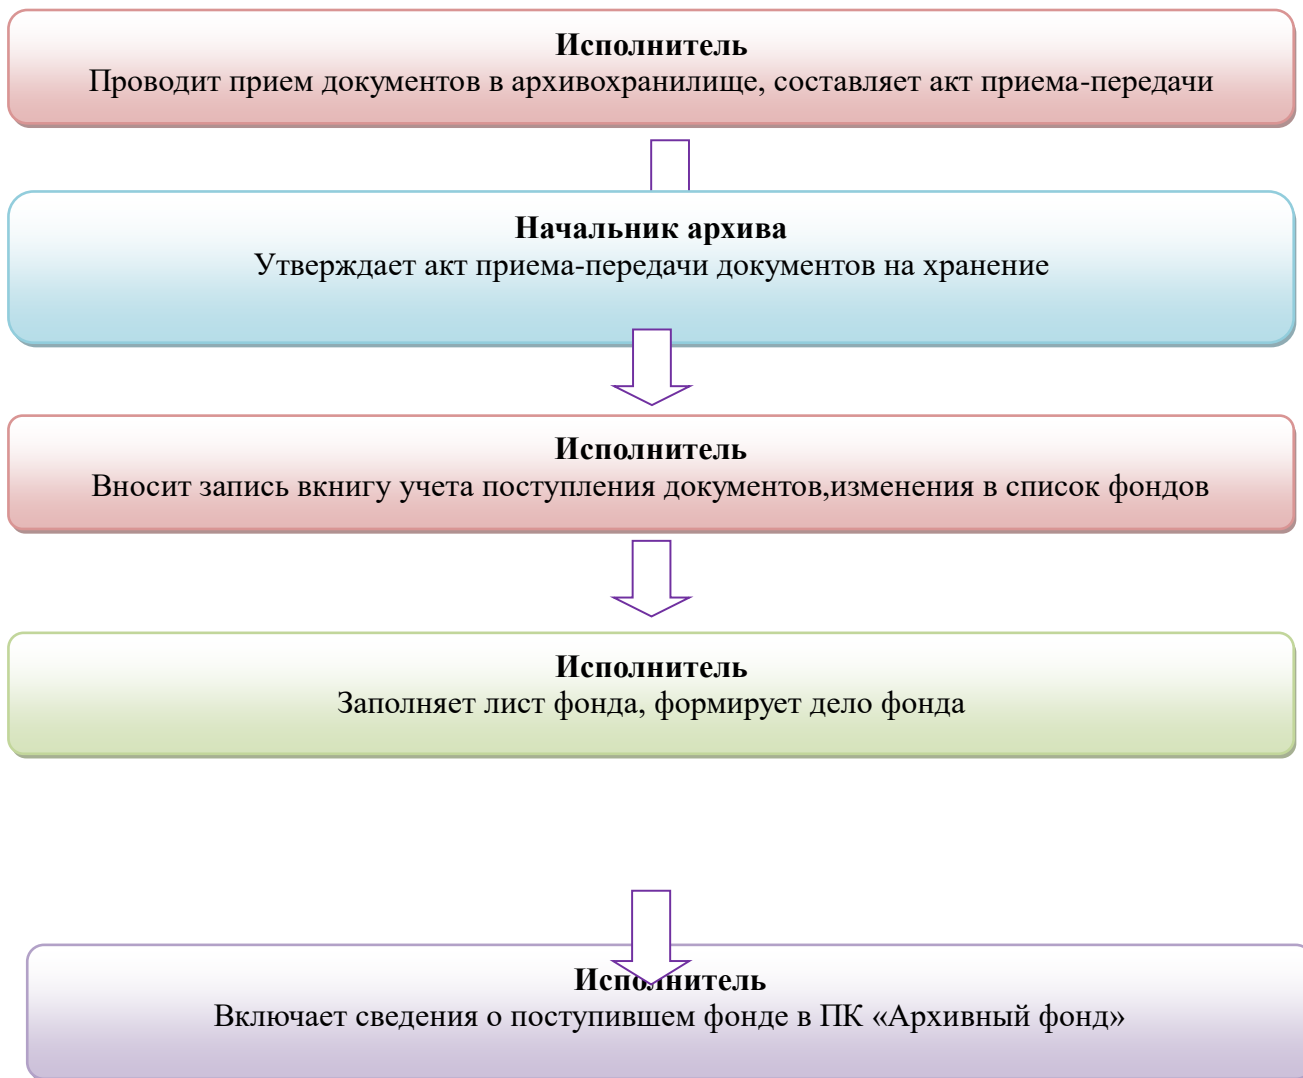 Исполнитель
Проводит прием документов в архивохранилище, составляет акт приема-передачи
Начальник архива
Утверждает акт приема-передачи документов на хранение
Исполнитель
Вносит запись вкнигу учета поступления документов,изменения в список фондов
Исполнитель
Заполняет лист фонда, формирует дело фонда
Исполнитель
Включает сведения о поступившем фонде в ПК «Архивный фонд»